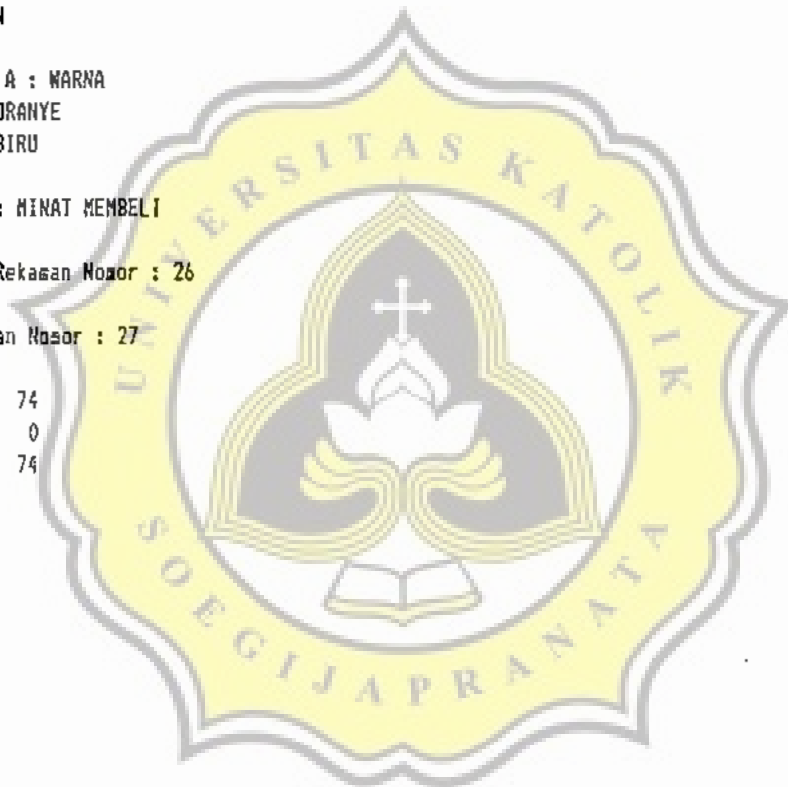 N
A : WARNA
ORANYE
BIRU
: MINAT MEMBELI
Rekaman Nomor : 26
an Nomor : 27
74
0
74
UNIVERSITAS KATOLIK
SOEGIJAPRANATA